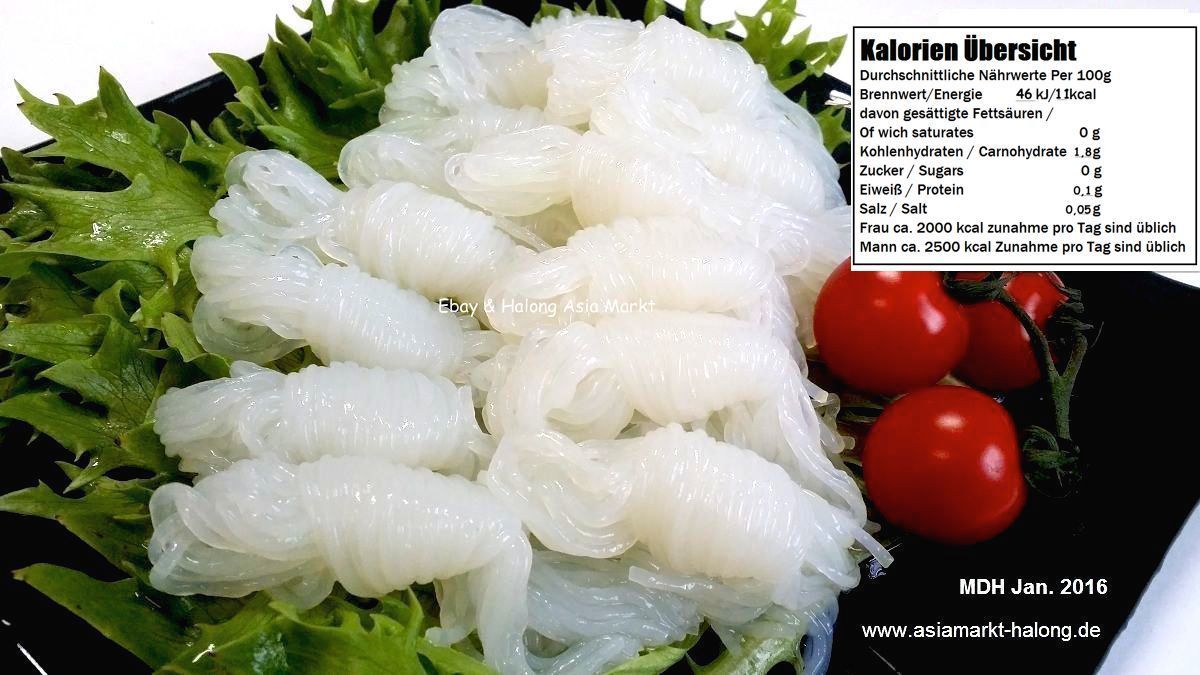 Kalorien Übersicht
Durchschnittliche Nährwerte Per 100g
Brennwert/Energie 46 kJ/11kcal
davon gesättigte Fettsäuren /
Of wich saturates 0 g
Kohlenhydraten / Carnohydrate 1,8g
Zucker / Sugars 0 g
Eiweiß / Protein 0,1 g
Salz / Salt 0,05g
Frau ca. 2000 kcal zunahme pro Tag sind üblich
Mann ca. 2500 kcal Zunahme pro Tag sind üblich
Ebay & Halong Asia Markt
MDH Jan. 2016
www.asiamarkt-halong.de